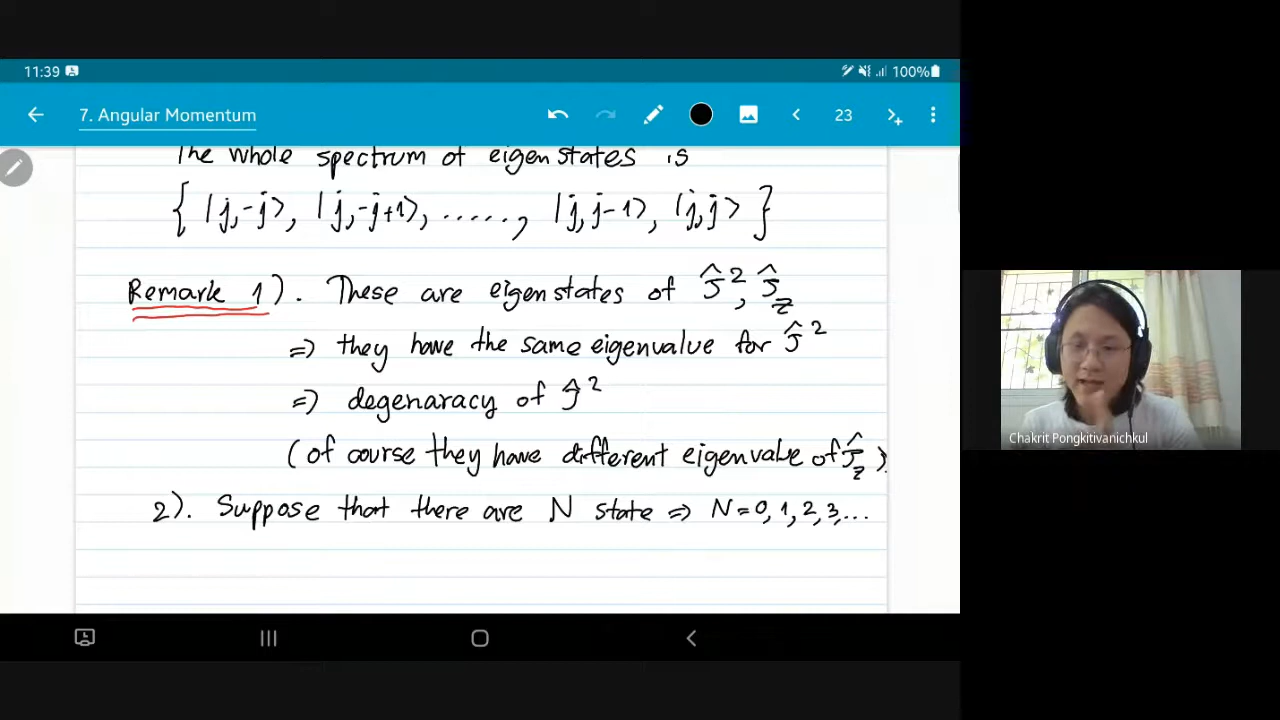 11:39
100%
7. Angular Momentum
23
The whole spectrum of eigenstates is
{ |j,-j⟩, |j,-j+1⟩, ......, |j,j-1⟩, |j,j⟩ }
Remark 1). These are eigenstates of Ĵ², Ĵz
⇒ they have the same eigenvalue for Ĵ²
⇒ degenaracy of Ĵ²
(of course they have different eigenvalue of Ĵz)
2). Suppose that there are N state ⇒ N=0, 1, 2, 3,...
Chakrit Pongkitivanichkul